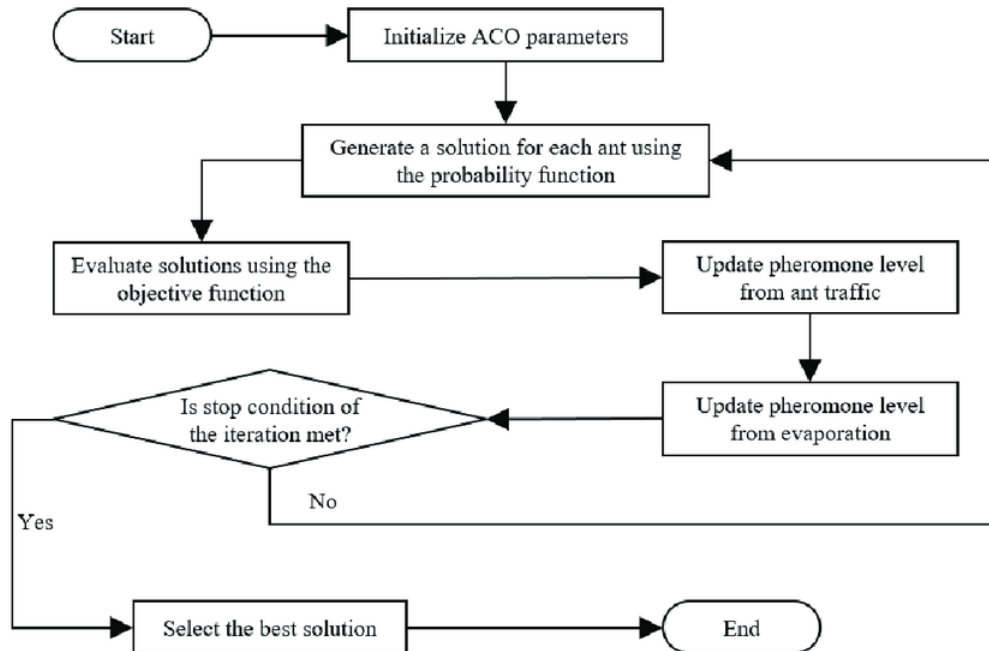 Start
Initialize ACO parameters
Generate a solution for each ant using
the probability function
Evaluate solutions using the
objective function
Update pheromone level
from ant traffic
Update pheromone level
from evaporation
Is stop condition of
the iteration met?
No
Yes
Select the best solution
End